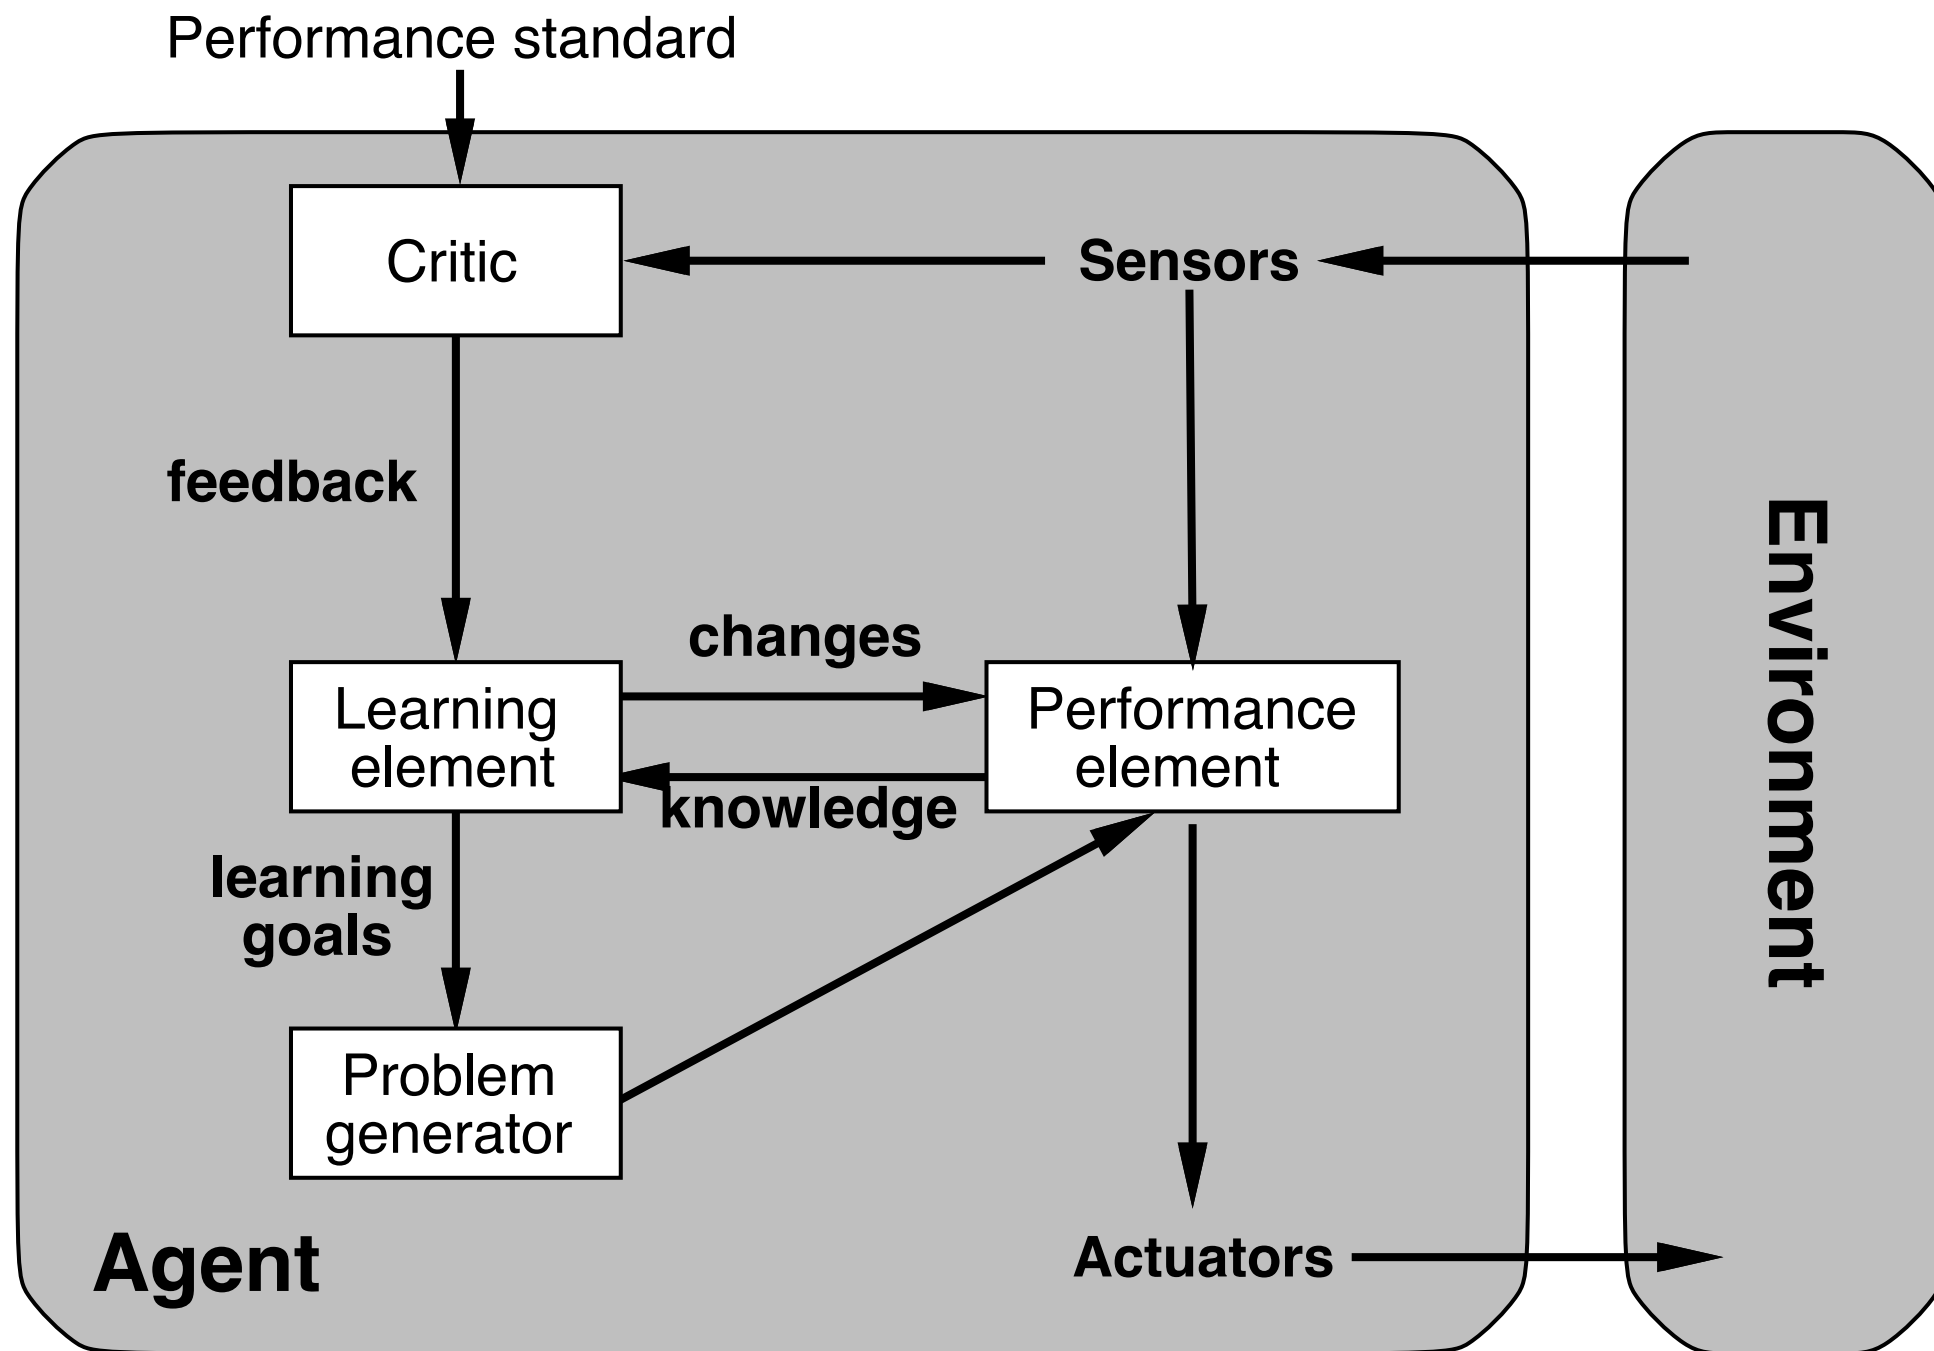 Performance standard
Critic
Sensors
feedback
changes
Learning
element
Performance
element
knowledge
learning
goals
Problem
generator
Agent
Actuators
Environment